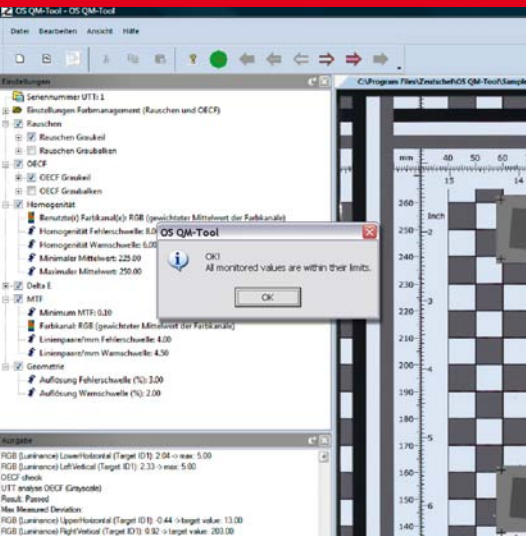 OS QM-Tool - OS QM-Tool
Datei Bearbeiten Ansicht Hilfe
Einstellungen
Seriennummer UTT: 1
Einstellungen Farbmanagement (Rauschen und OECF)
Rauschen
Rauschen Graukeil
Rauschen Graubalken
OECF
OECF Graukeil
OECF Graubalken
Homogenität
Benutzte(r) Farbkanal(e): RGB (gewichteter Mittelwert der Farbkanäle)
Homogenität Fehlerschwelle: 8.0
Homogenität Warnschwelle: 6.00
Minimaler Mittelwert: 225.00
Maximaler Mittelwert: 250.00
Delta E
MTF
Minimum MTF: 0.10
Farbkanal: RGB (gewichteter Mittelwert der Farbkanäle)
Linienpaare/mm Fehlerschwelle: 4.00
Linienpaare/mm Warnschwelle: 4.50
Geometrie
Auflösung Fehlerschwelle (%): 3.00
Auflösung Warnschwelle (%): 2.00
OS QM-Tool
OK!
All monitored values are within their limits.
OK
Ausgabe
RGB (Luminance) LowerHorizontal (Target ID1): 2.04 -> max: 5.00
RGB (Luminance) LeftVertical (Target ID1): 2.33 -> max: 5.00
OECF check
UTT analyse OECF (Grayscale)
Result: Passed
Max Measured Deviation:
RGB (Luminance) UpperHorizontal (Target ID1): -0.44 -> target value: 13.00
RGB (Luminance) RightVertical (Target ID1): 0.92 -> target value: 203.00
C:\Program Files\Zeutschel\OS QM-Tool\Sample
mm 40 50 60
15 14
260
Inch
2
240
230
3
220
210
200
4
190
180
170
5
160
150
6
140